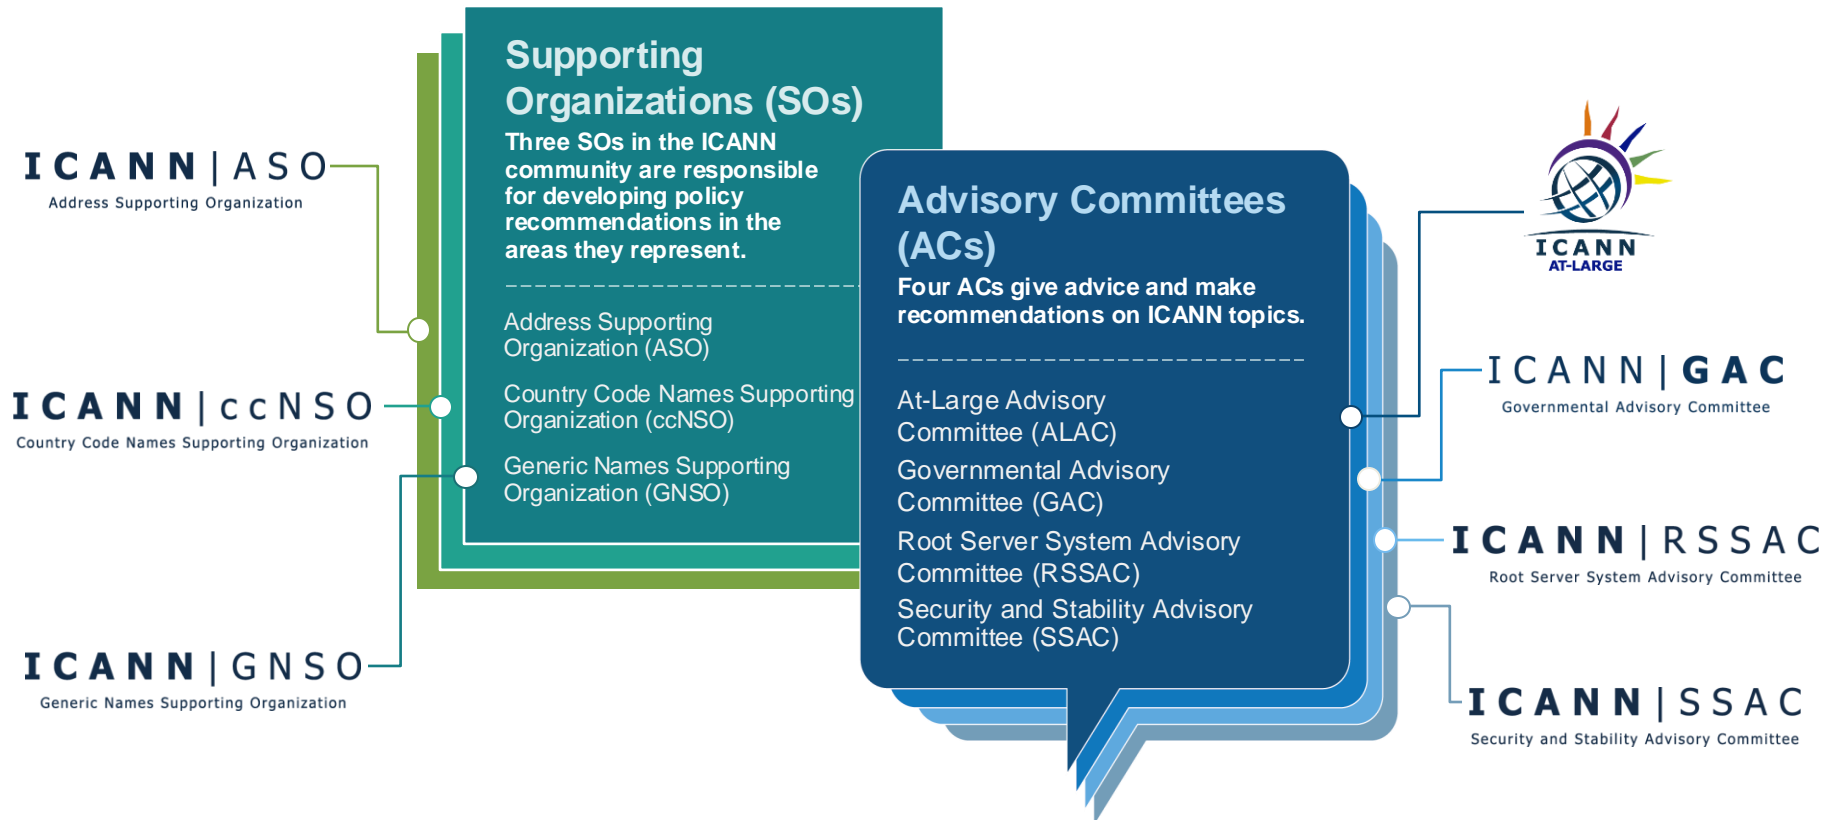 Supporting
Organizations (SOs)
Three SOs in the ICANN
community are responsible
for developing policy
recommendations in the
areas they represent.
Address Supporting
Organization (ASO)
Country Code Names Supporting
Organization (ccNSO)
Generic Names Supporting
Organization (GNSO)
ICANN|ASO
Address Supporting Organization
ICANN|ccNSO
Country Code Names Supporting Organization
ICANN|GNSO
Generic Names Supporting Organization
Advisory Committees
(ACs)
Four ACs give advice and make
recommendations on ICANN topics.
At-Large Advisory
Committee (ALAC)
Governmental Advisory
Committee (GAC)
Root Server System Advisory
Committee (RSSAC)
Security and Stability Advisory
Committee (SSAC)
ICANN
AT-LARGE
ICANN|GAC
Governmental Advisory Committee
ICANN|RSSAC
Root Server System Advisory Committee
ICANN|SSAC
Security and Stability Advisory Committee